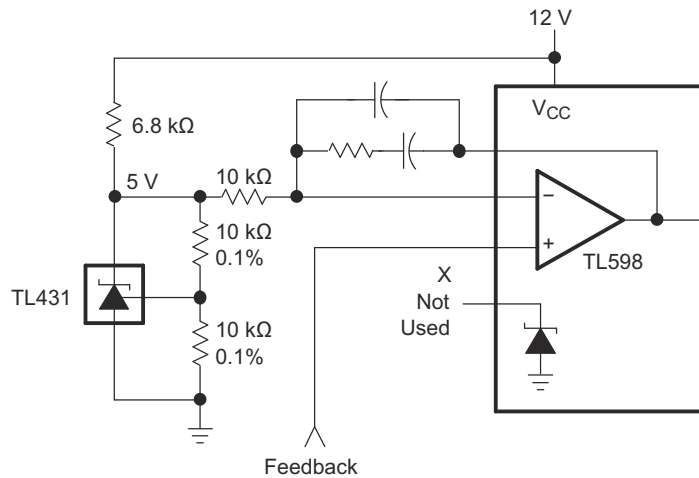 12 V
V_CC
6.8 kΩ
5 V
10 kΩ
10 kΩ
0.1%
TL431
10 kΩ
0.1%
−
+
TL598
X
Not
Used
Feedback